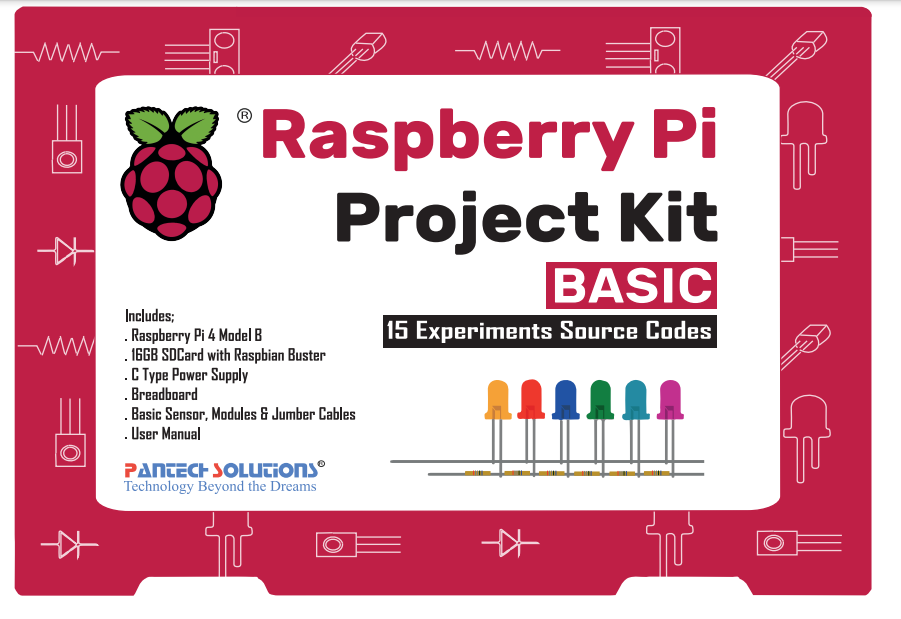 ® Raspberry Pi
Project Kit
BASIC
15 Experiments Source Codes
Includes;
. Raspberry Pi 4 Model B
. 16GB SDCard with Raspbian Buster
. C Type Power Supply
. Breadboard
. Basic Sensor, Modules & Jumber Cables
. User Manual
PANTECH SOLUTIONS®
Technology Beyond the Dreams